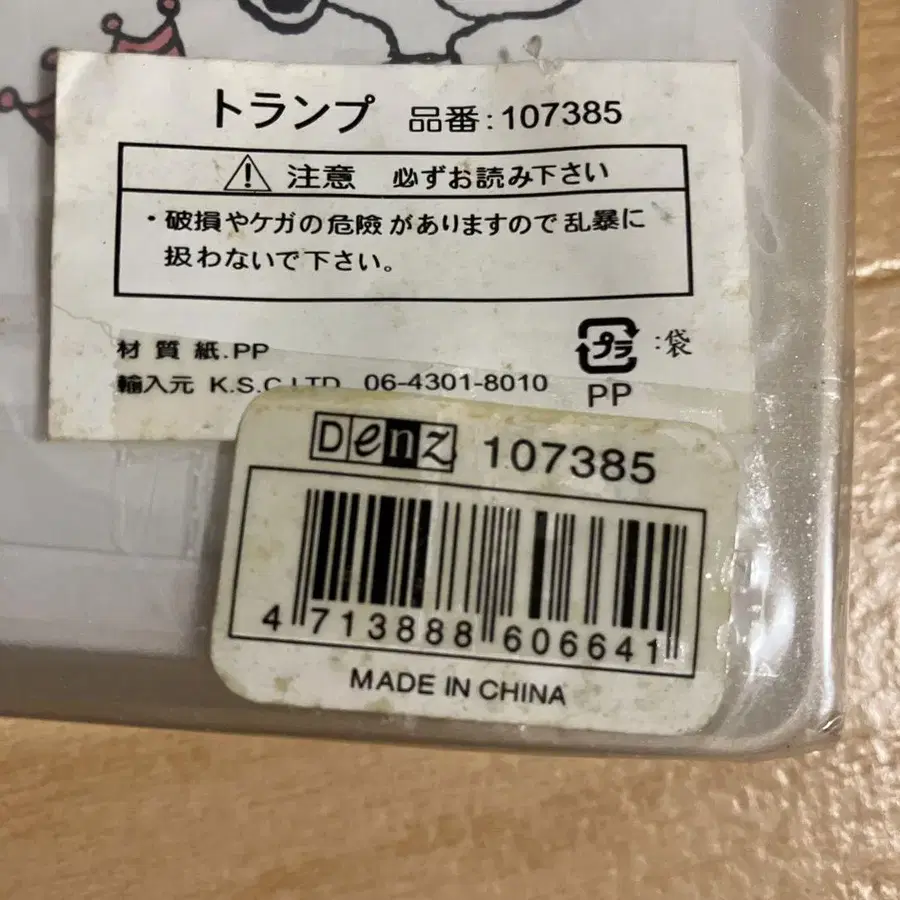 トランプ 品番:107385
⚠ 注意 必ずお読み下さい
・破損やケガの危險がありますので乱暴に
扱わないで下さい。
材 質 紙.PP
プラ :袋
輸入元 K.S.C.LTD 06-4301-8010
PP
Denz 107385
4 713888 606641
MADE IN CHINA